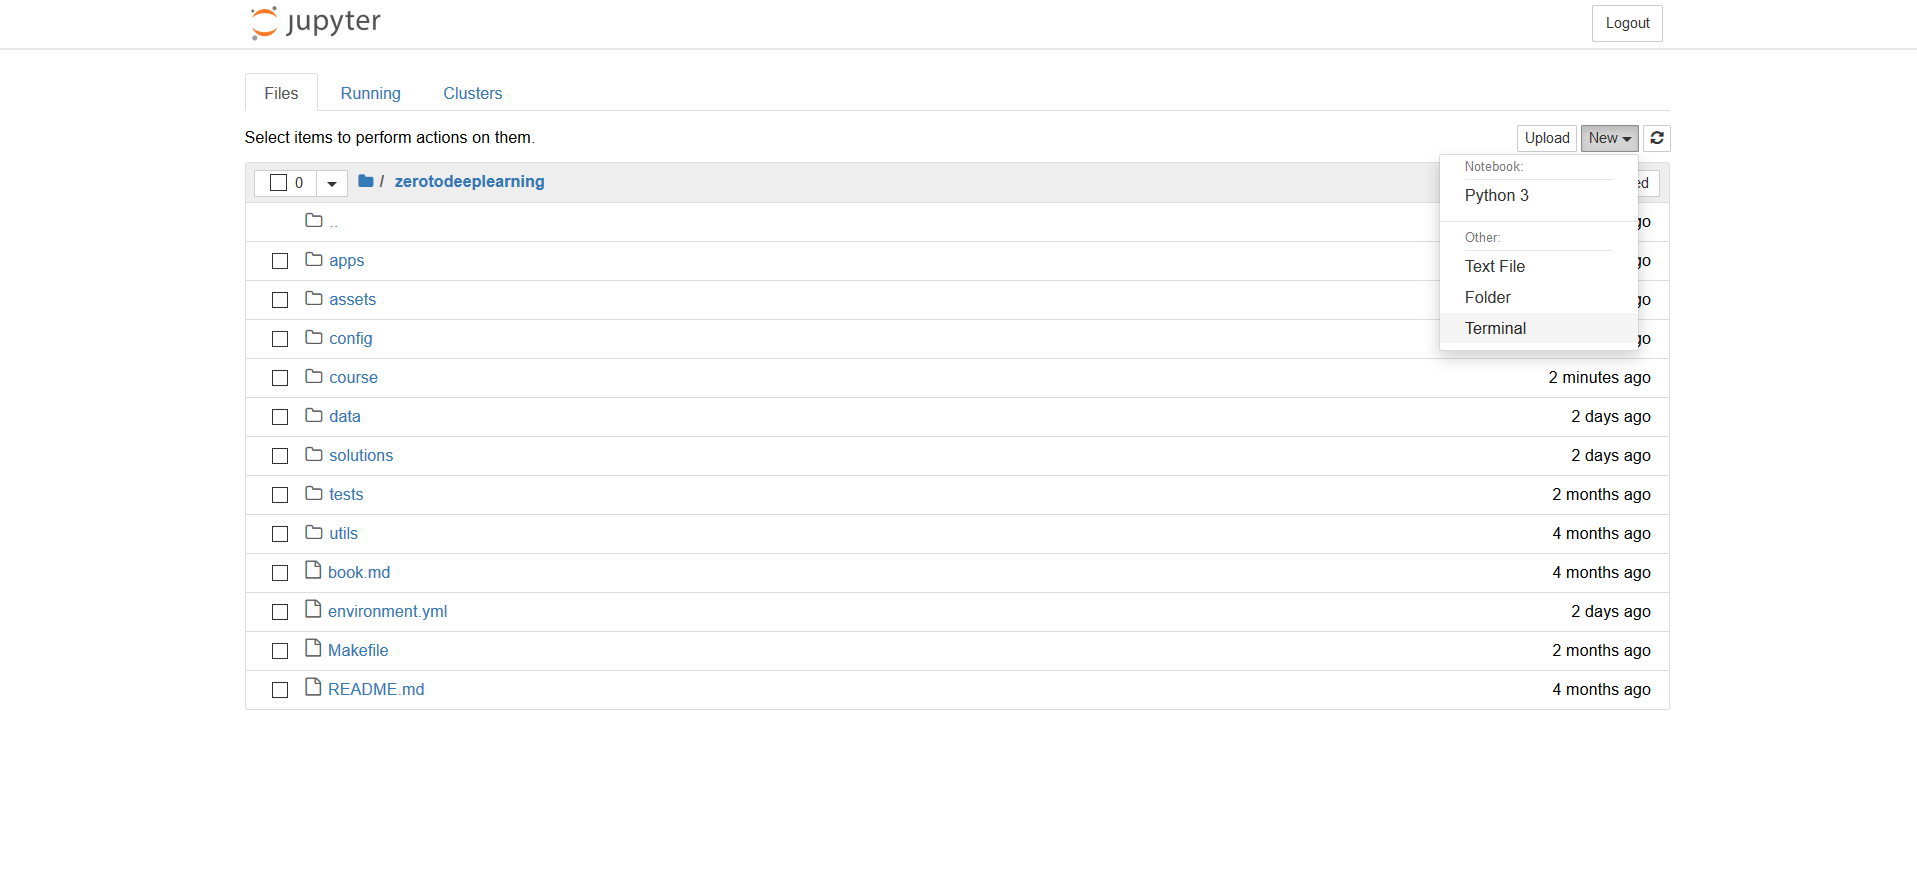 jupyter
Logout
Files
Running
Clusters
Select items to perform actions on them.
Upload
New
0
/ zerotodeeplearning
Notebook:
Python 3
Other:
Text File
Folder
Terminal
..
apps
assets
config
course
2 minutes ago
data
2 days ago
solutions
2 days ago
tests
2 months ago
utils
4 months ago
book.md
4 months ago
environment.yml
2 days ago
Makefile
2 months ago
README.md
4 months ago